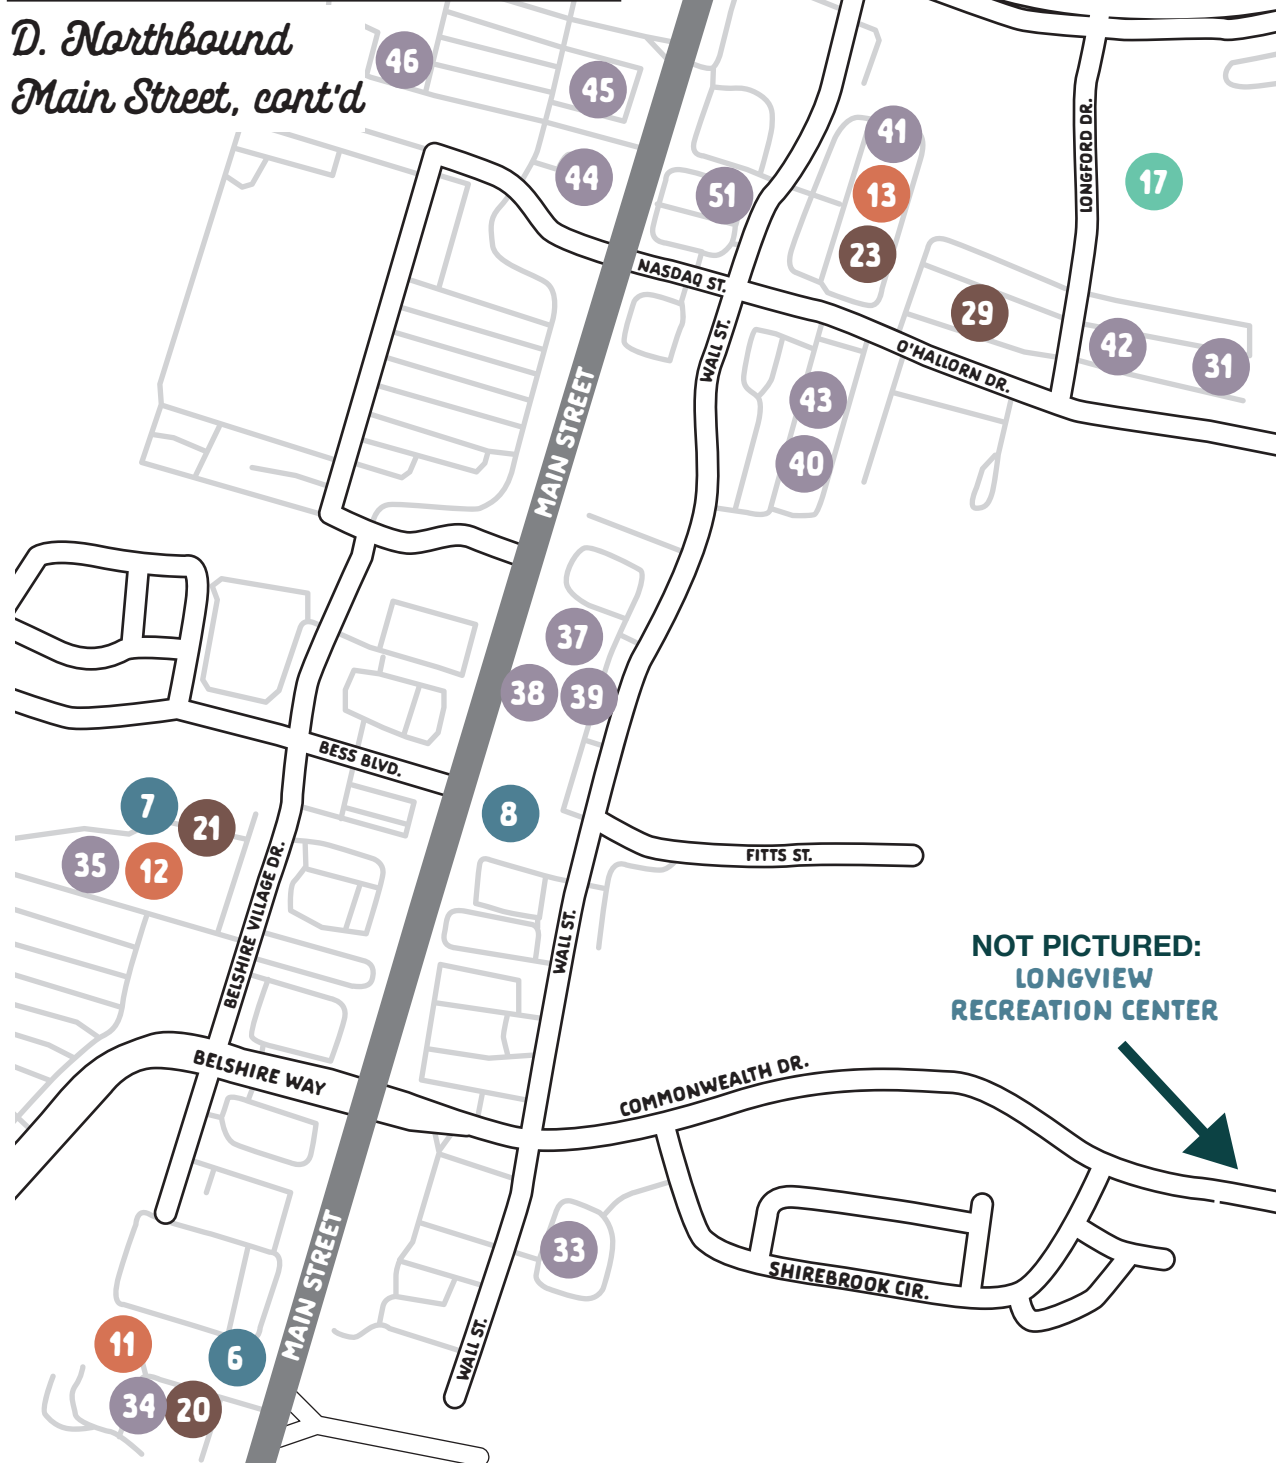 D. Northbound
Main Street, cont'd
46
45
44
51
41
13
23
LONGFORD DR.
17
NASDAQ ST.
29
42
31
O'HALLORN DR.
WALL ST.
43
40
MAIN STREET
37
38
39
BESS BLVD.
7
21
35
12
8
FITTS ST.
BELSHIRE VILLAGE DR.
WALL ST.
NOT PICTURED:
LONGVIEW
RECREATION CENTER
BELSHIRE WAY
COMMONWEALTH DR.
33
SHIREBROOK CIR.
MAIN STREET
WALL ST.
11
6
34
20